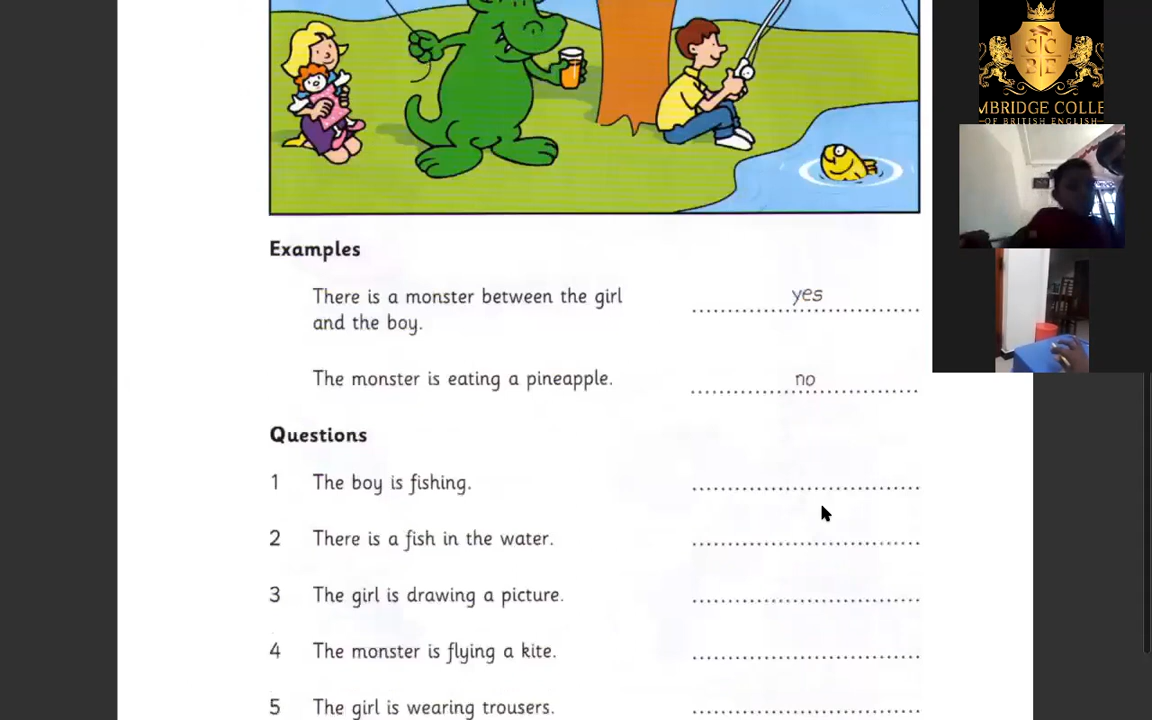 CC
BE
MBRIDGE COLLE
OF BRITISH ENGLISH
Examples
There is a monster between the girl
and the boy.
yes
The monster is eating a pineapple.
no
Questions
1 The boy is fishing.
2 There is a fish in the water.
3 The girl is drawing a picture.
4 The monster is flying a kite.
5 The girl is wearing trousers.